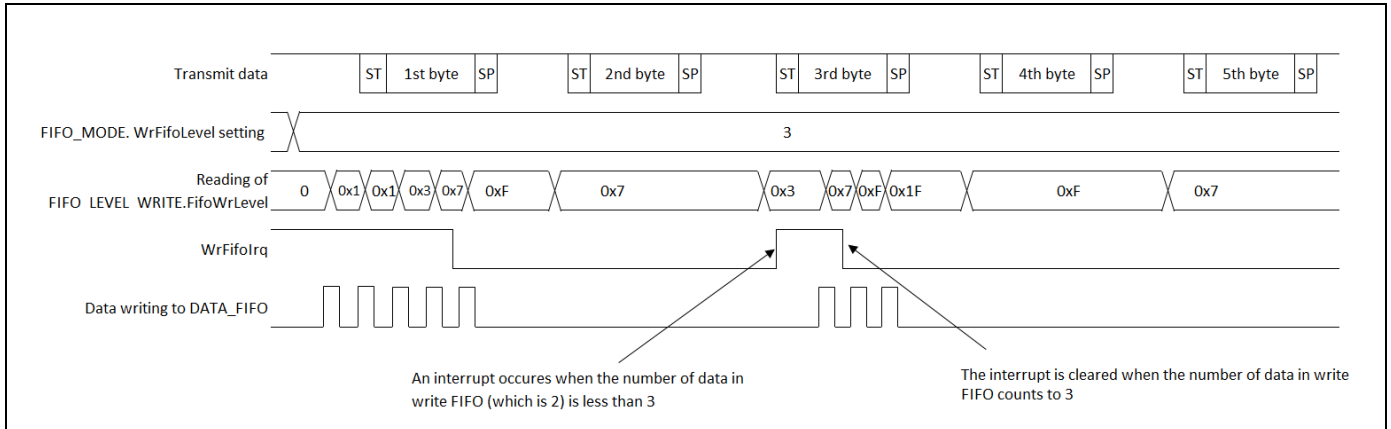 Transmit data
ST 1st byte SP ST 2nd byte SP ST 3rd byte SP ST 4th byte SP ST 5th byte SP
FIFO_MODE. WrFifoLevel setting
3
Reading of
FIFO LEVEL WRITE.FifoWrLevel
0 0x1 0x1 0x3 0x7 0xF 0x7 0x3 0x7 0xF 0x1F 0xF 0x7
WrFifoIrq
Data writing to DATA_FIFO
An interrupt occures when the number of data in
write FIFO (which is 2) is less than 3
The interrupt is cleared when the number of data in write
FIFO counts to 3